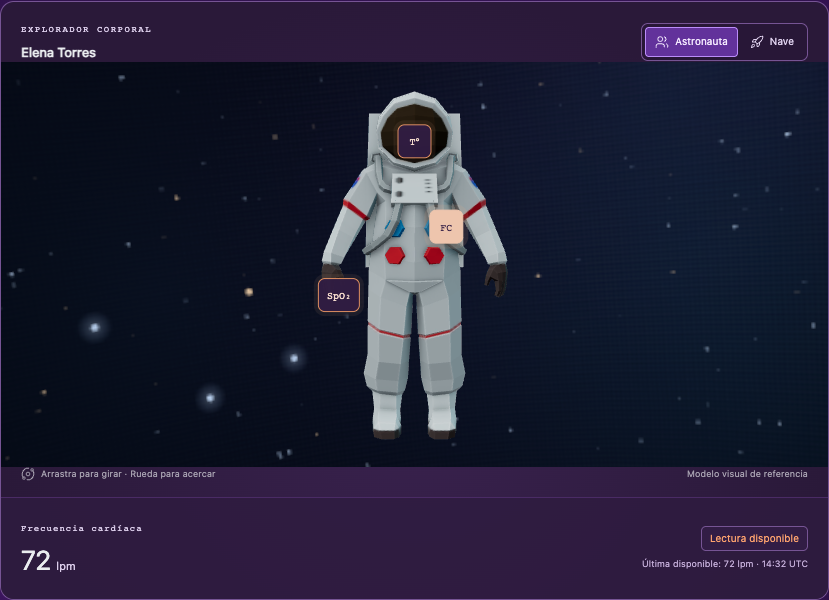 EXPLORADOR CORPORAL
Elena Torres
Astronauta
Nave
T°
FC
SpO₂
Arrastra para girar · Rueda para acercar
Modelo visual de referencia
Frecuencia cardíaca
72 lpm
Lectura disponible
Última disponible: 72 lpm · 14:32 UTC